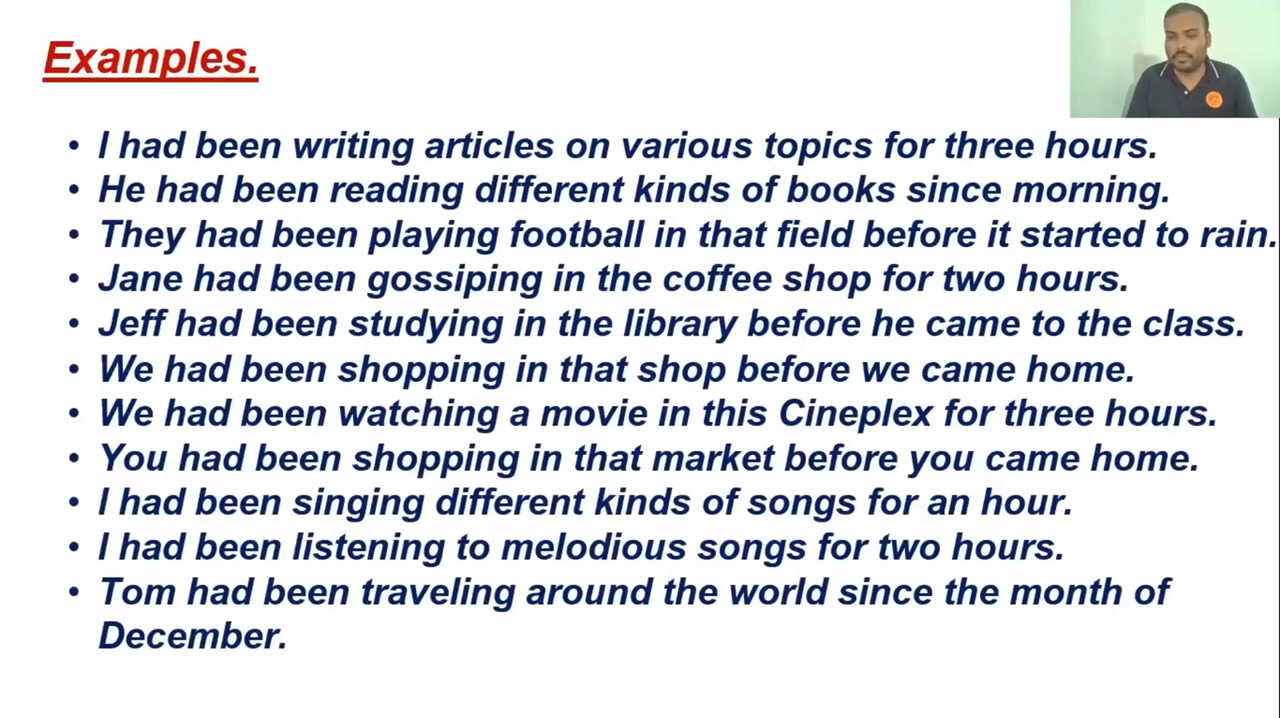 Examples.
• I had been writing articles on various topics for three hours.
• He had been reading different kinds of books since morning.
• They had been playing football in that field before it started to rain.
• Jane had been gossiping in the coffee shop for two hours.
• Jeff had been studying in the library before he came to the class.
• We had been shopping in that shop before we came home.
• We had been watching a movie in this Cineplex for three hours.
• You had been shopping in that market before you came home.
• I had been singing different kinds of songs for an hour.
• I had been listening to melodious songs for two hours.
• Tom had been traveling around the world since the month of
December.